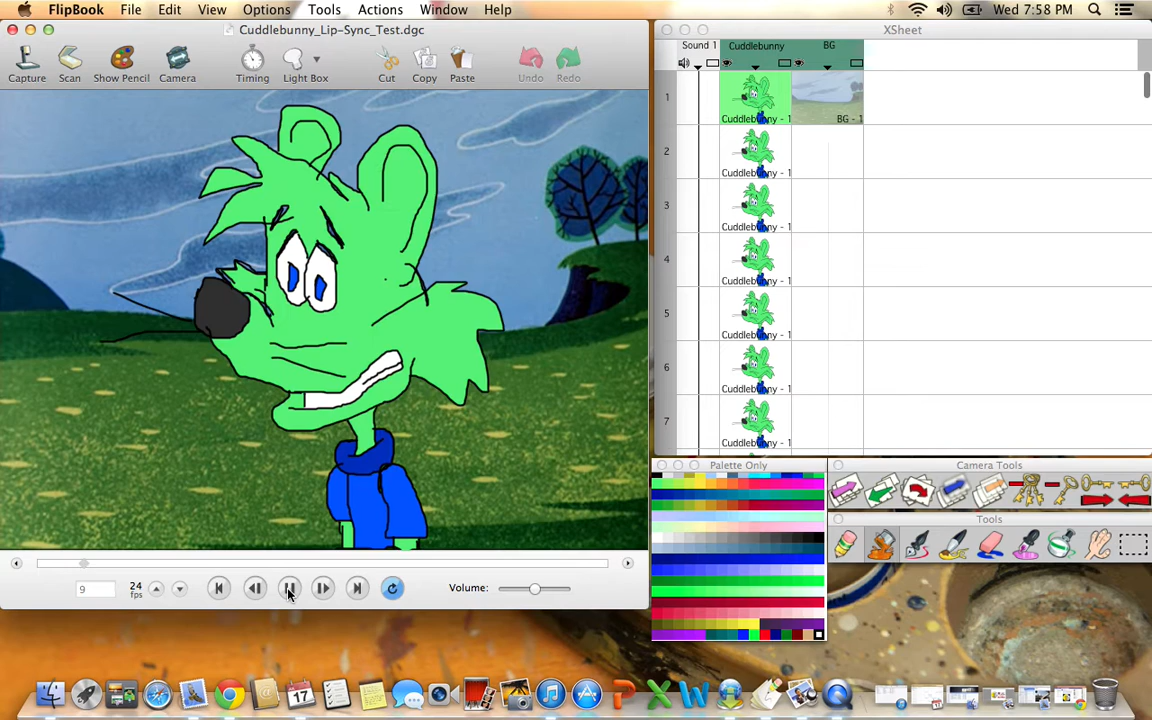 FlipBook File Edit View Options Tools Actions Window Help Wed 7:58 PM
Cuddlebunny_Lip-Sync_Test.dgc
Capture Scan Show Pencil Camera Timing Light Box Cut Copy Paste Undo Redo
9 24 fps Volume:
XSheet
Sound 1 Cuddlebunny BG
1 Cuddlebunny - 1 BG - 1
2 Cuddlebunny - 1
3 Cuddlebunny - 1
4 Cuddlebunny - 1
5 Cuddlebunny - 1
6 Cuddlebunny - 1
7 Cuddlebunny - 1
Palette Only
Camera Tools
Tools
17